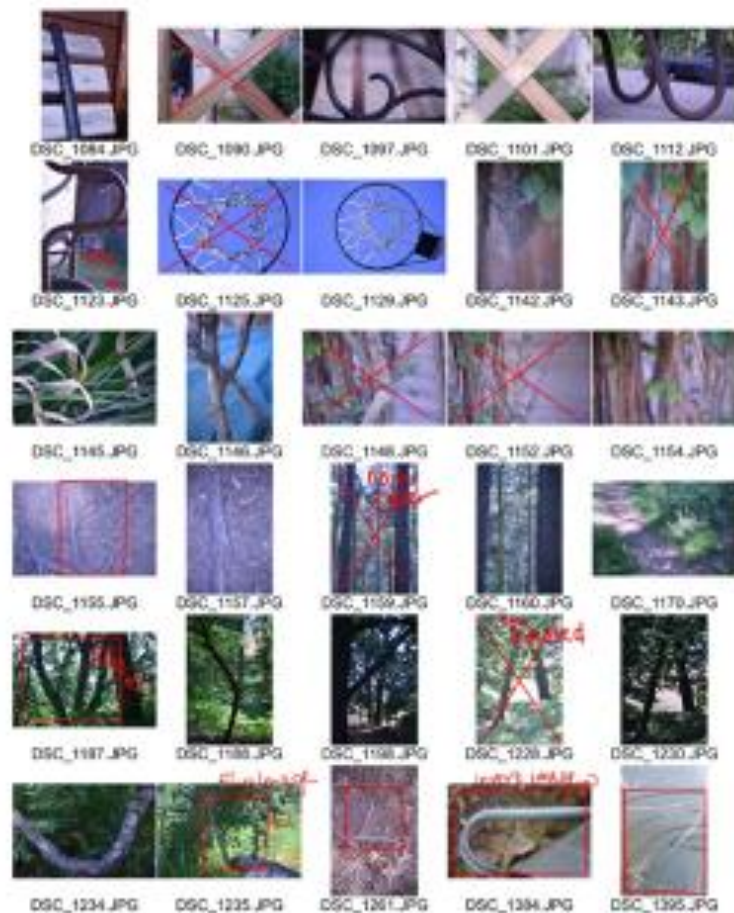 DSC_1084.JPG DSC_1090.JPG DSC_1097.JPG DSC_1101.JPG DSC_1112.JPG
DSC_1123.JPG DSC_1125.JPG DSC_1129.JPG DSC_1142.JPG DSC_1143.JPG
DSC_1145.JPG DSC_1146.JPG DSC_1148.JPG DSC_1152.JPG DSC_1154.JPG
DSC_1155.JPG DSC_1157.JPG DSC_1159.JPG DSC_1160.JPG DSC_1170.JPG
DSC_1187.JPG DSC_1188.JPG DSC_1198.JPG DSC_1228.JPG DSC_1230.JPG
DSC_1234.JPG DSC_1235.JPG DSC_1261.JPG DSC_1384.JPG DSC_1395.JPG